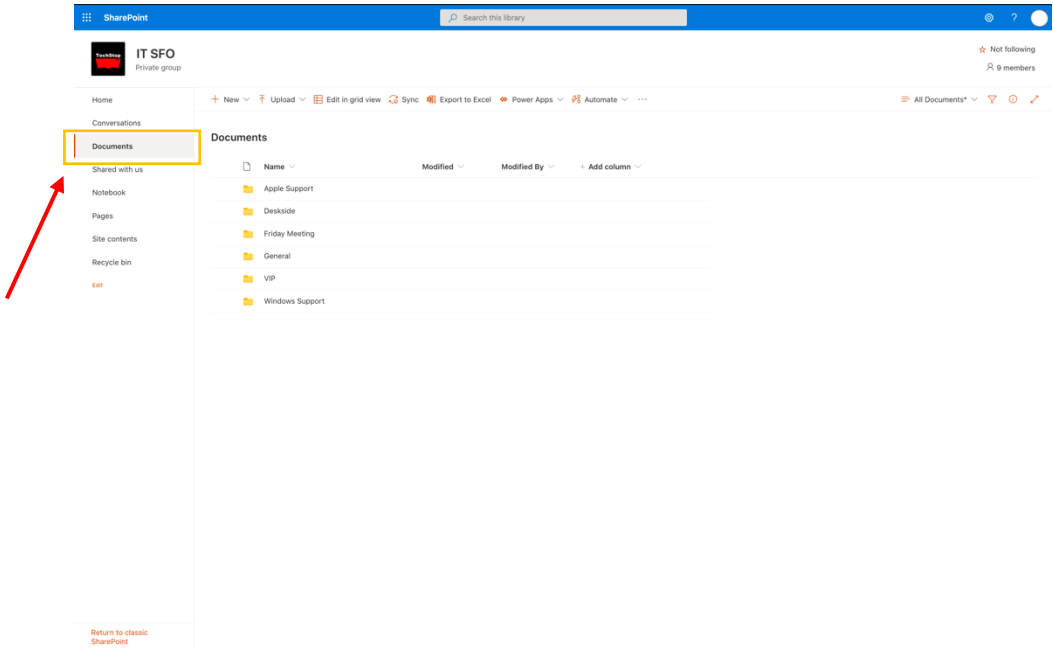 SharePoint
Search this library
?
TechStop
IT SFO
Private group
Not following
9 members
Home
Conversations
Documents
Shared with us
Notebook
Pages
Site contents
Recycle bin
Edit
+ New
Upload
Edit in grid view
Sync
Export to Excel
Power Apps
Automate
...
All Documents*
Documents
Name
Modified
Modified By
+ Add column
Apple Support
Deskside
Friday Meeting
General
VIP
Windows Support
Return to classic
SharePoint